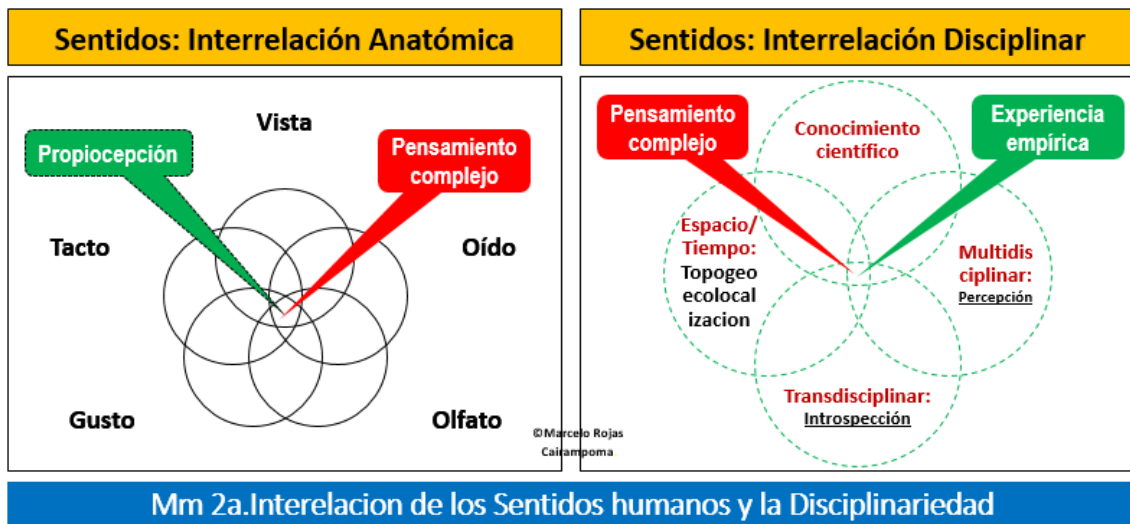 Sentidos: Interrelación Anatómica
Vista
Propiocepción
Pensamiento
complejo
Tacto
Oído
Gusto
Olfato
©Marcelo Rojas
Cairampoma
Sentidos: Interrelación Disciplinar
Pensamiento
complejo
Conocimiento
científico
Experiencia
empírica
Espacio/
Tiempo:
Topogeo
ecolocal
izacion
Multidis
ciplinar:
Percepción
Transdisciplinar:
Introspección
Mm 2a.Interelacion de los Sentidos humanos y la Disciplinariedad